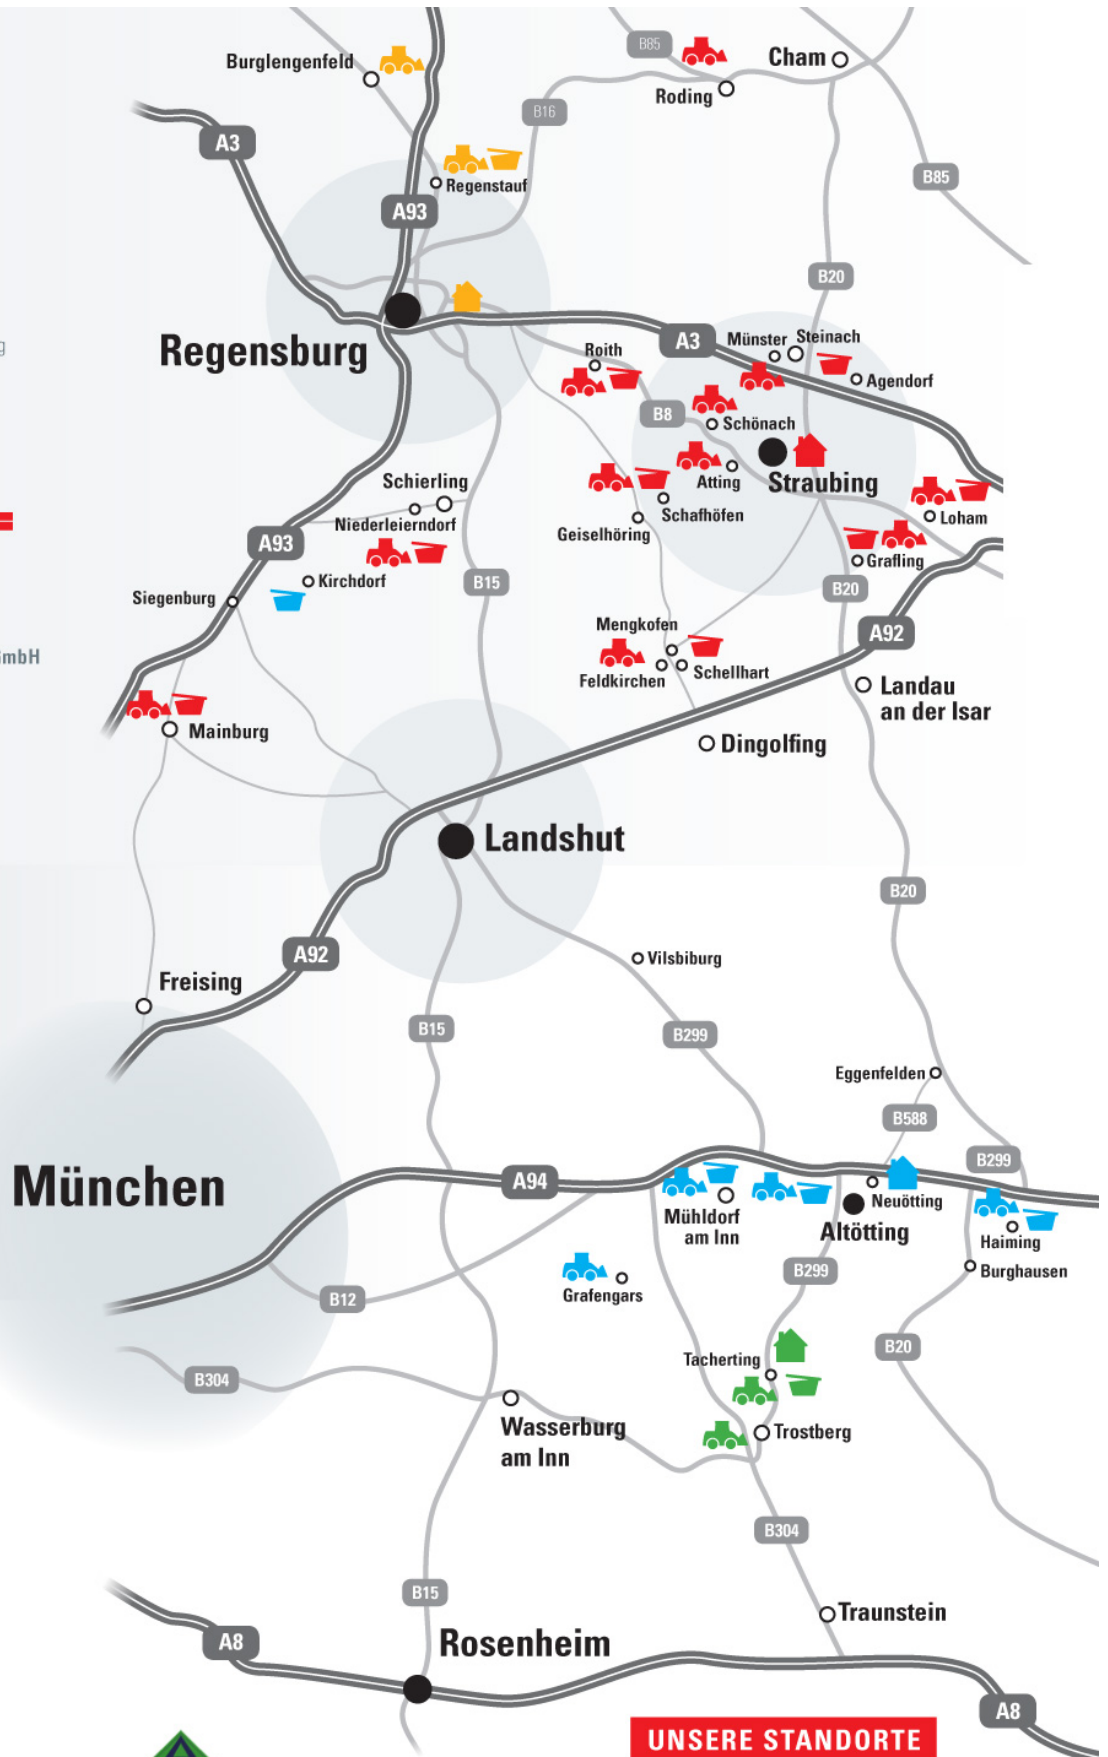 B85
Cham
Burglengenfeld
Roding
B16
A3
Regenstauf
B85
A93
B20
Regensburg
A3
Münster
Steinach
Roith
Agendorf
B8
Schönach
Schierling
Atting
Straubing
Niederleierndorf
Schafhöfen
Loham
Geiselhöring
A93
Grafling
Kirchdorf
B15
B20
Siegenburg
Mengkofen
A92
mbH
Feldkirchen
Schellhart
Landau
an der Isar
Mainburg
Dingolfing
Landshut
B20
A92
Vilsbiburg
Freising
B15
B299
Eggenfelden
B588
B299
München
A94
Neuötting
Mühldorf
am Inn
Altötting
Haiming
B299
Burghausen
Grafengars
B12
B20
Tacherting
B304
Wasserburg
am Inn
Trostberg
B304
B15
Traunstein
A8
Rosenheim
A8
UNSERE STANDORTE